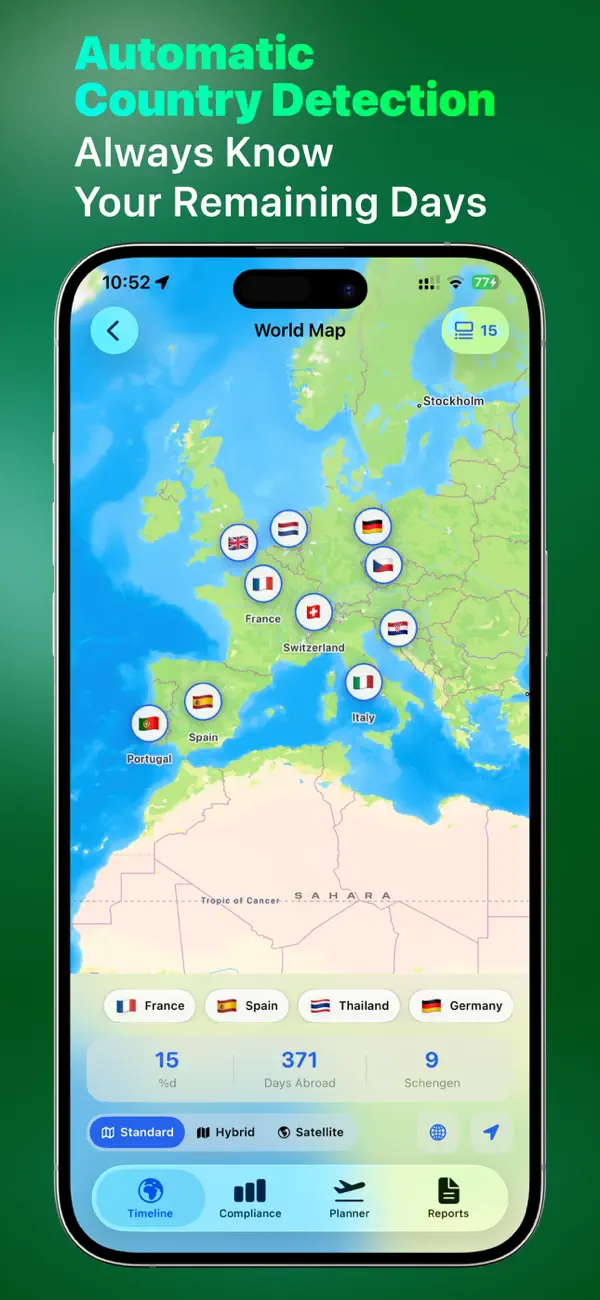 Automatic
Country Detection
Always Know
Your Remaining Days
10:52
77
World Map
15
Stockholm
France
Switzerland
Italy
Spain
Portugal
SAHARA
Tropic of Cancer
France
Spain
Thailand
Germany
15
371
9
%d
Days Abroad
Schengen
Standard
Hybrid
Satellite
Timeline
Compliance
Planner
Reports